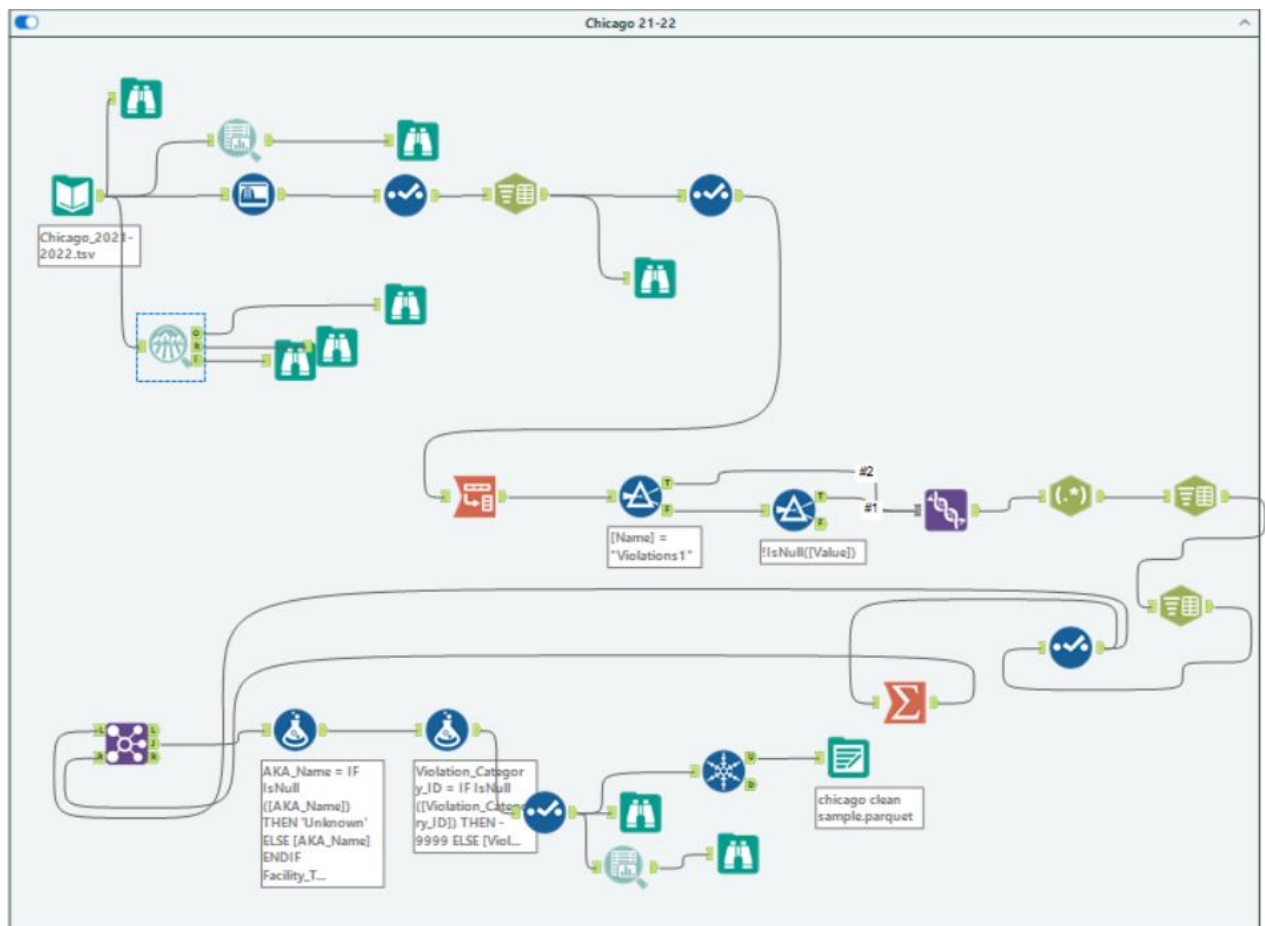 Chicago 21-22
Chicago_2021-
2022.tsv
O
R
I
T
F
#2
T
F
#1
(.*)
[Name] =
"Violations1"
!IsNull([Value])
Σ
L
J
R
L
R
AKA_Name = IF
IsNull
([AKA_Name])
THEN 'Unknown'
ELSE [AKA_Name]
ENDIF
Facility_T...
Violation_Categor
y_ID = IF IsNull
([Violation_Catego
ry_ID]) THEN -
9999 ELSE [Viol...
U
D
chicago clean
sample.parquet